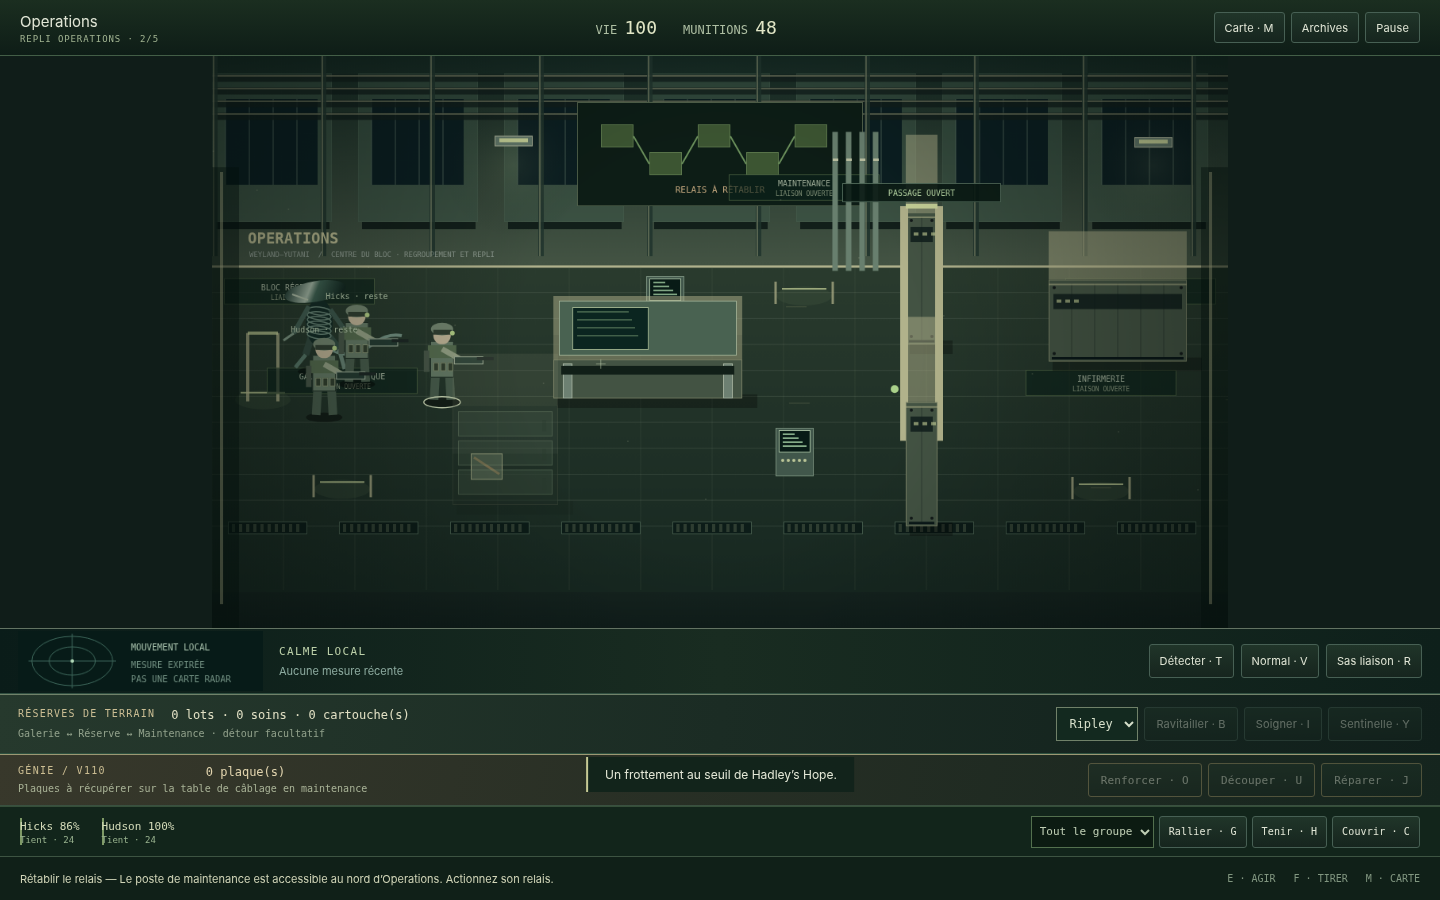 Operations
REPLI OPERATIONS · 2/5
VIE 100 MUNITIONS 48
Carte · M
Archives
Pause
RELAIS À RÉTABLIR
MAINTENANCE
LIAISON OUVERTE
PASSAGE OUVERT
OPERATIONS
WEYLAND-YUTANI / CENTRE DU BLOC · REGROUPEMENT ET REPLI
BLOC
Hicks · reste
Hudson · reste
INFIRMERIE
LIAISON OUVERTE
MOUVEMENT LOCAL
MESURE EXPIRÉE
PAS UNE CARTE RADAR
CALME LOCAL
Aucune mesure récente
Détecter · T
Normal · V
Sas liaison · R
RÉSERVES DE TERRAIN 0 lots · 0 soins · 0 cartouche(s)
Galerie ↔ Réserve ↔ Maintenance · détour facultatif
Ripley
Ravitailler · B
Soigner · I
Sentinelle · Y
GÉNIE / V110 0 plaque(s)
Plaques à récupérer sur la table de câblage en maintenance
Un frottement au seuil de Hadley’s Hope.
Renforcer · O
Découper · U
Réparer · J
Hicks 86%
Tient · 24
Hudson 100%
Tient · 24
Tout le groupe
Rallier · G
Tenir · H
Couvrir · C
Rétablir le relais — Le poste de maintenance est accessible au nord d’Operations. Actionnez son relais.
E · AGIR F · TIRER M · CARTE